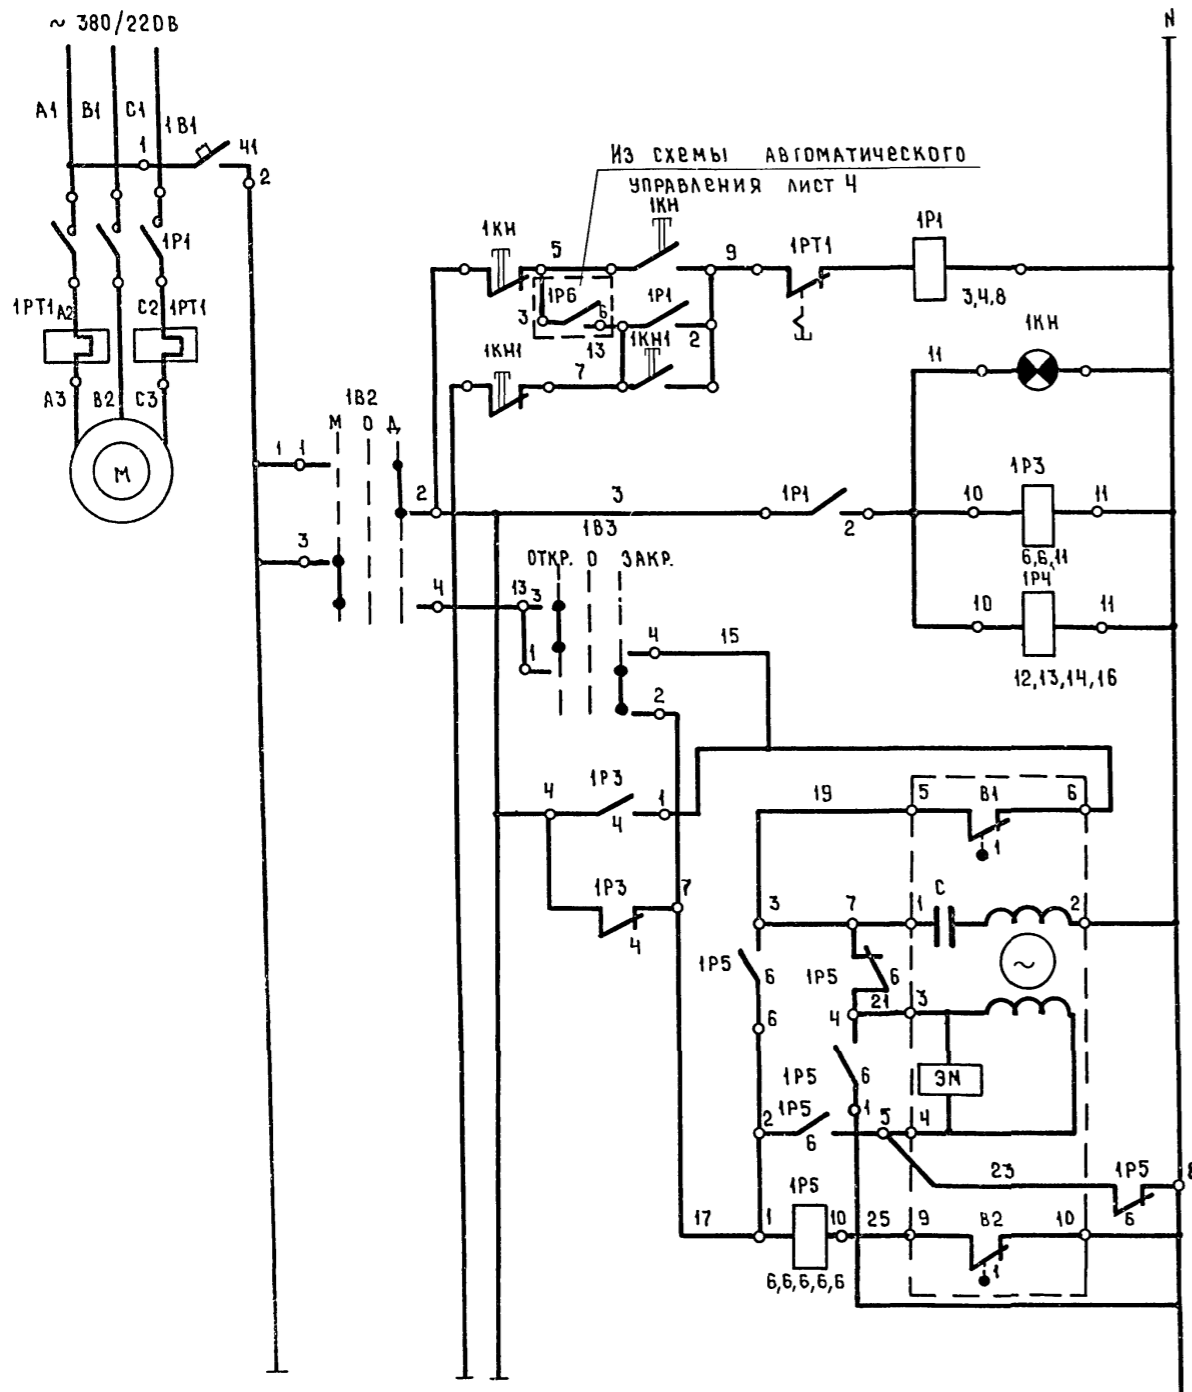 ~ 380/220В
N
А1 В1 С1 1В1
1 41
2
Из схемы автоматического
управления лист 4
1КН 5 1КН 9 1РТ1 1Р1
1Р1
1Р6 1Р1
3 6 2
3,4,8
1РТ1 А2 С2 1РТ1
13 1КН1
1КН1 7
1КН
11
А3 В2 С3
1В2
М О Д
М
1 1
2 3 1Р1 2
1Р3
10 11
6,6,11
3
1В3
ОТКР. О ЗАКР.
1Р4
4 13 3
10 11
12,13,14,16
1 4 15
2
4 1Р3 1
4
19 5 В1 6
1
1Р3 7
4
3 7 1 С 2
1Р5 6 1Р5 6
~
21 3
6 4
1Р5 6 ЭМ
1
2 1Р5 5 4
6
23 1Р5 8
6
17 1 1Р5 10 25 9 В2 10
1
6,6,6,6,6